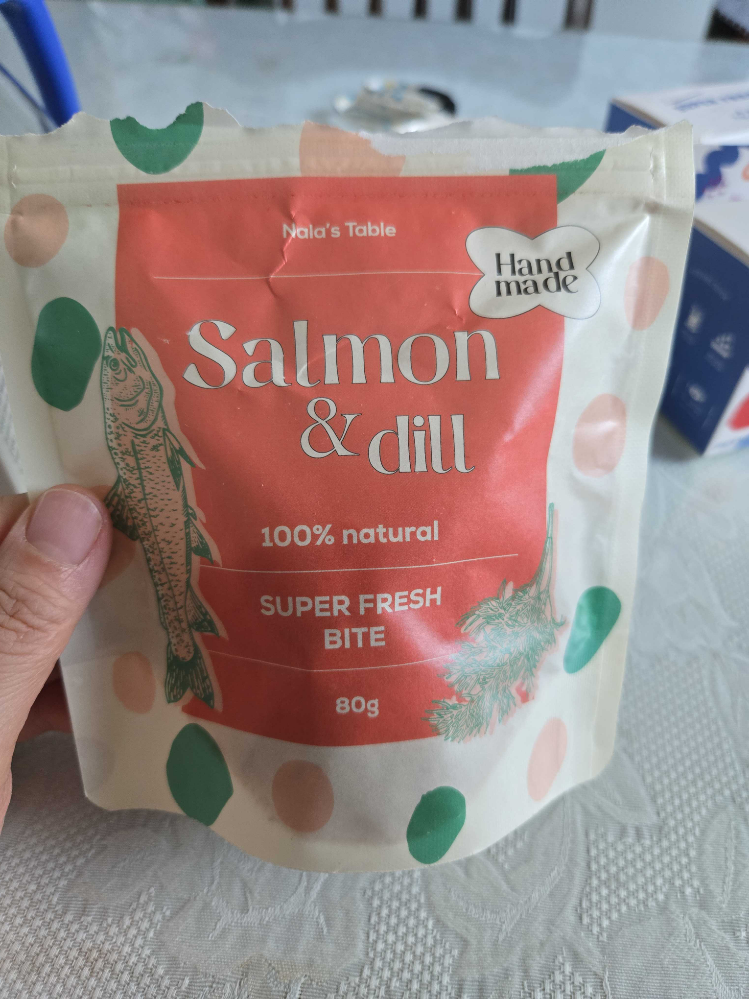 Nala's Table
Hand
made
Salmon
& dill
100% natural
SUPER FRESH
BITE
80g